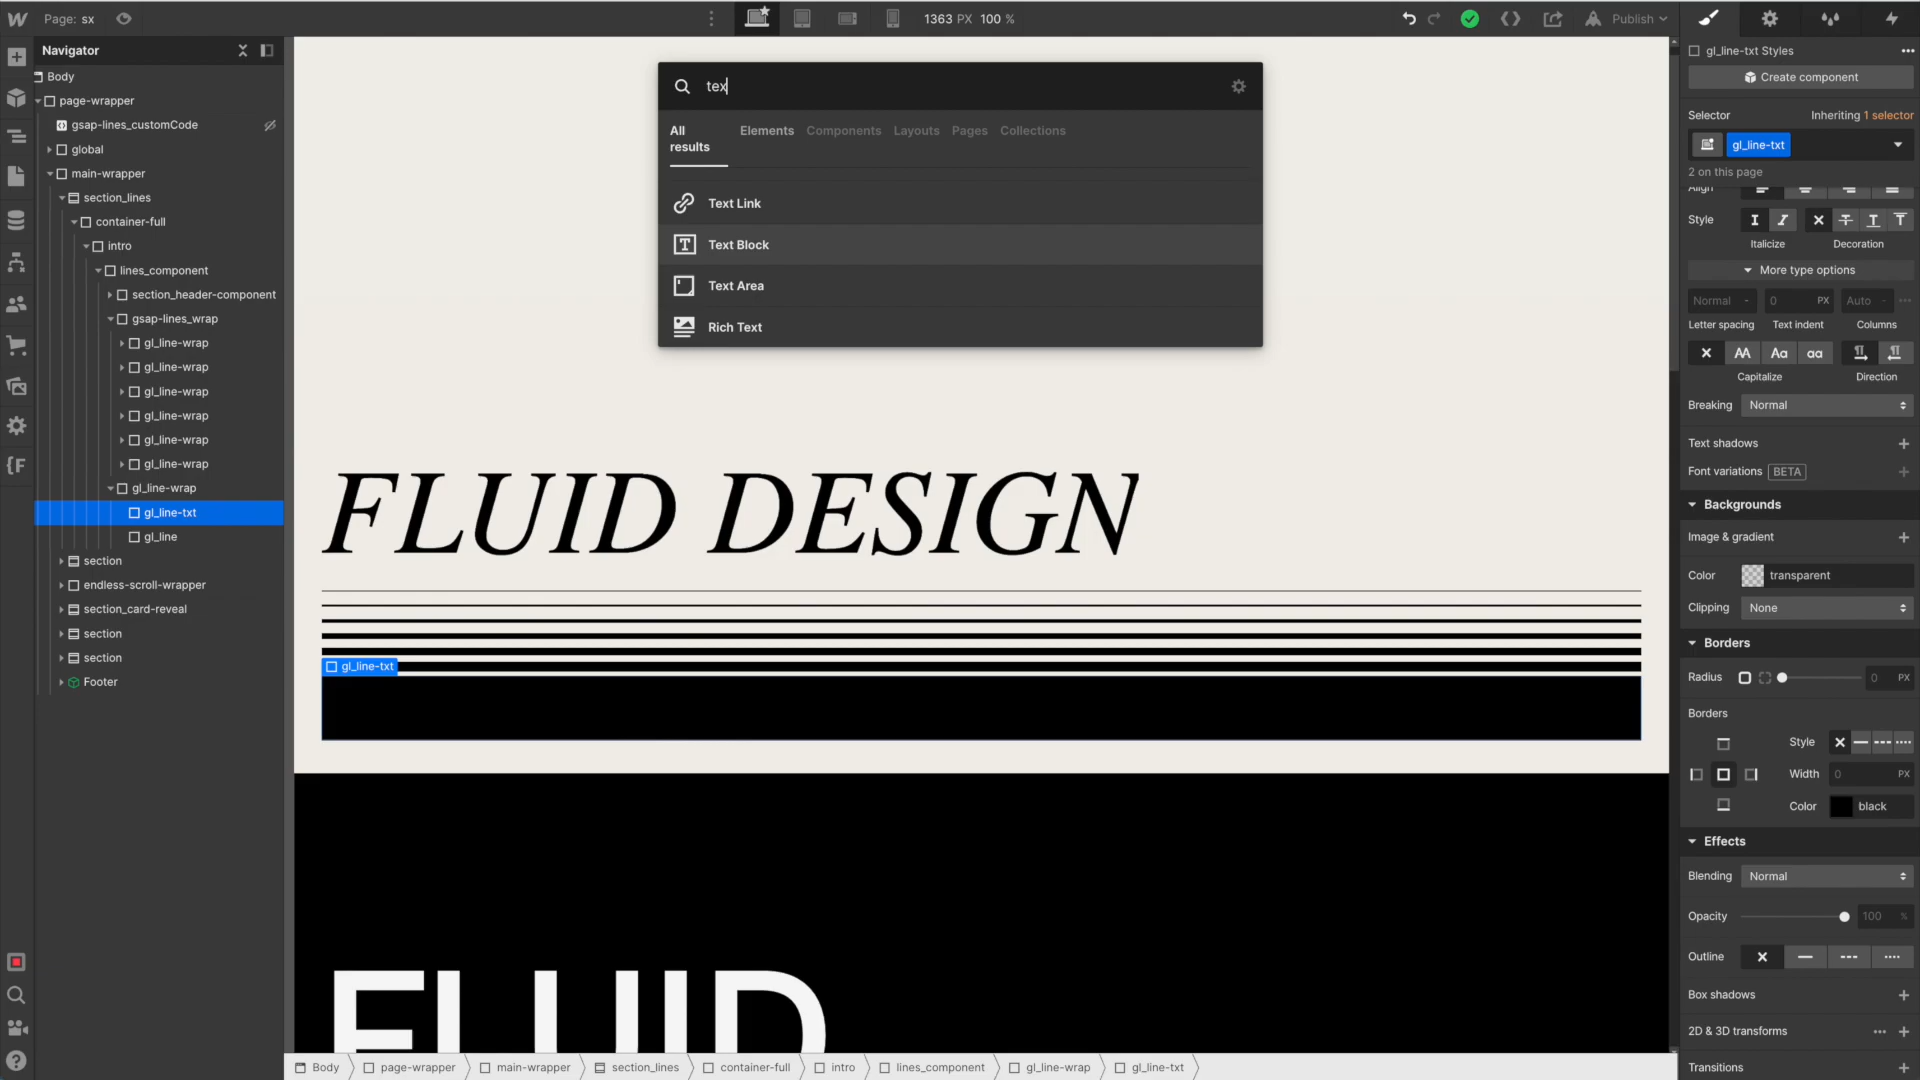 Page: sx
1363 PX 100 %
Publish
Navigator
Body
page-wrapper
gsap-lines_customCode
global
main-wrapper
section_lines
container-full
intro
lines_component
section_header-component
gsap-lines_wrap
gl_line-wrap
gl_line-wrap
gl_line-wrap
gl_line-wrap
gl_line-wrap
gl_line-wrap
gl_line-wrap
gl_line-txt
gl_line
section
endless-scroll-wrapper
section_card-reveal
section
section
Footer
tex
All results
Elements
Components
Layouts
Pages
Collections
Text Link
Text Block
Text Area
Rich Text
FLUID DESIGN
gl_line-txt
FLUID
Body
page-wrapper
main-wrapper
section_lines
container-full
intro
lines_component
gl_line-wrap
gl_line-txt
gl_line-txt Styles
Create component
Selector
Inheriting 1 selector
gl_line-txt
2 on this page
Align
Style
Italicize
Decoration
More type options
Normal -
0 PX
Auto -
Letter spacing
Text indent
Columns
AA Aa aa
Capitalize
Direction
Breaking
Normal
Text shadows
Font variations BETA
Backgrounds
Image & gradient
Color
transparent
Clipping
None
Borders
Radius
0 PX
Borders
Style
Width
0 PX
Color
black
Effects
Blending
Normal
Opacity
100 %
Outline
Box shadows
2D & 3D transforms
Transitions